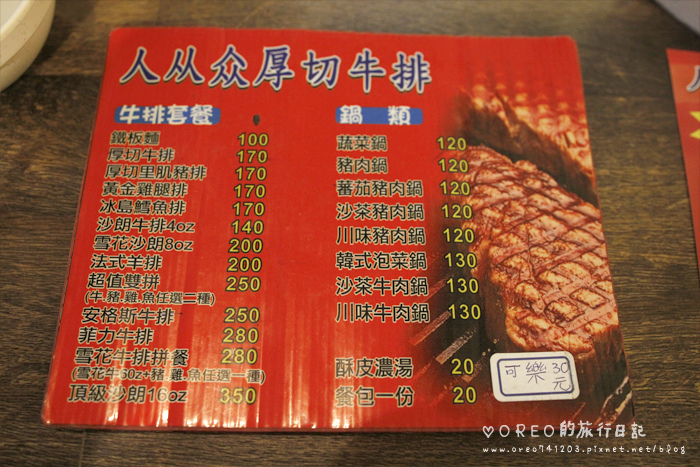 人从众厚切牛排
牛排套餐
鐵板麵 100
厚切牛排 170
厚切里肌豬排 170
黃金雞腿排 170
冰島鱈魚排 170
沙朗牛排4oz 140
雪花沙朗8oz 200
法式羊排 200
超值雙拼 250
(牛.豬.雞.魚任選二種)
安格斯牛排 250
菲力牛排 280
雪花牛排拼餐 280
(雪花牛6oz+豬.雞.魚任選一種)
頂級沙朗16oz 350
鍋 類
蔬菜鍋 120
豬肉鍋 120
蕃茄豬肉鍋 120
沙茶豬肉鍋 120
川味豬肉鍋 120
韓式泡菜鍋 130
沙茶牛肉鍋 130
川味牛肉鍋 130
酥皮濃湯 20
餐包一份 20
可樂 30元
♡OREO的旅行日記
www.oreo741203.pixnet.net/blog